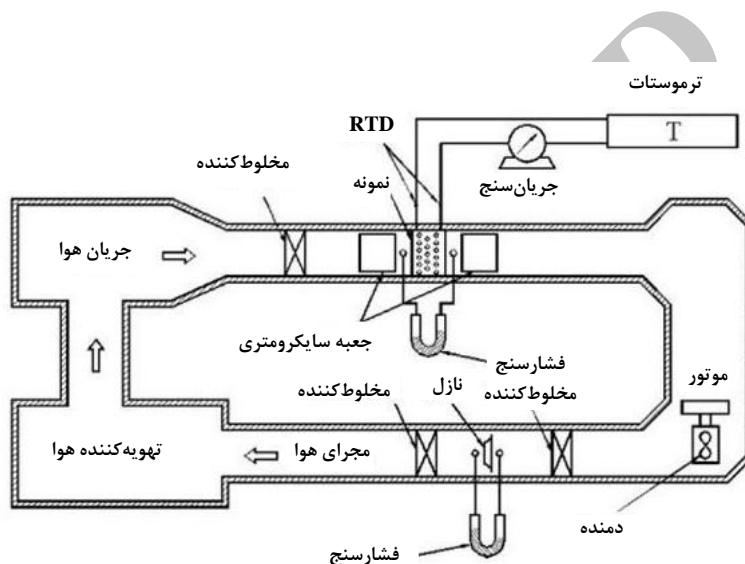 ترموستات
T
RTD
جریان‌سنج
مخلوط‌کننده
نمونه
جریان هوا
جعبه سایکرومتری
فشارسنج
نازل
مخلوط‌کننده
مخلوط‌کننده
موتور
تهویه‌کننده هوا
مجرای هوا
دمنده
فشارسنج